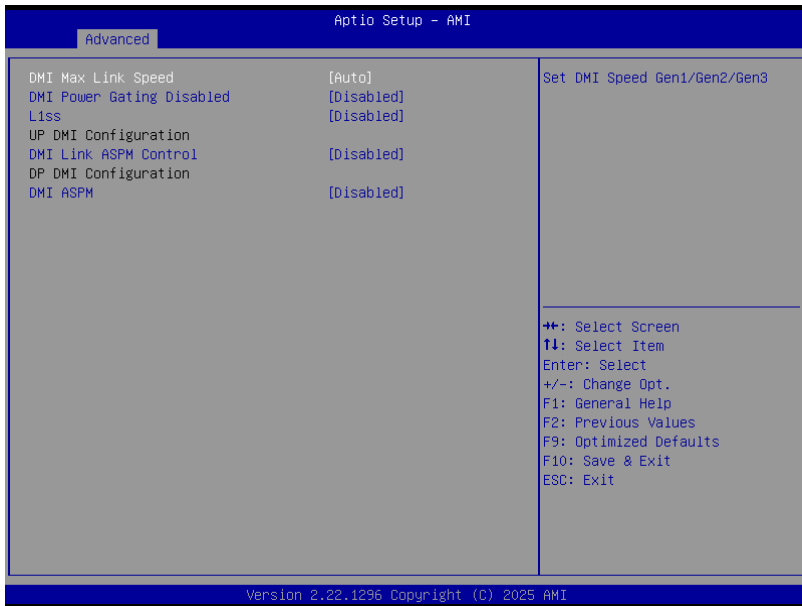 Aptio Setup – AMI
Advanced
DMI Max Link Speed [Auto]
DMI Power Gating Disabled [Disabled]
L1ss [Disabled]
UP DMI Configuration
DMI Link ASPM Control [Disabled]
DP DMI Configuration
DMI ASPM [Disabled]
Set DMI Speed Gen1/Gen2/Gen3
→←: Select Screen
↑↓: Select Item
Enter: Select
+/-: Change Opt.
F1: General Help
F2: Previous Values
F9: Optimized Defaults
F10: Save & Exit
ESC: Exit
Version 2.22.1296 Copyright (C) 2025 AMI